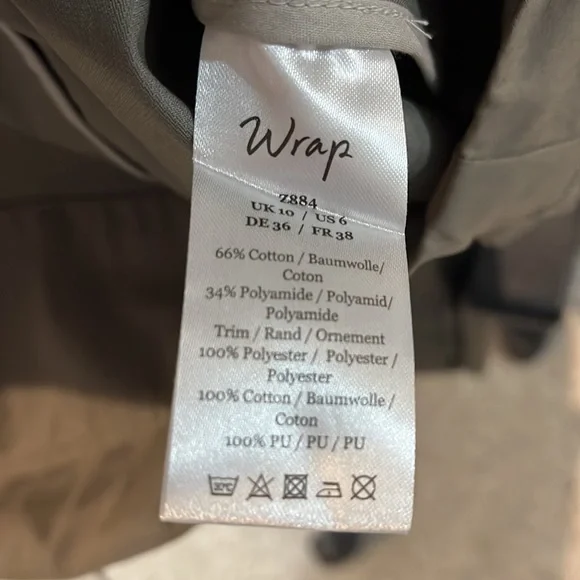 Wrap
Z884
UK 10 / US 6
DE 36 / FR 38
66% Cotton / Baumwolle/
Coton
34% Polyamide / Polyamid/
Polyamide
Trim / Rand / Ornement
100% Polyester / Polyester /
Polyester
100% Cotton / Baumwolle /
Coton
100% PU / PU / PU
30°C